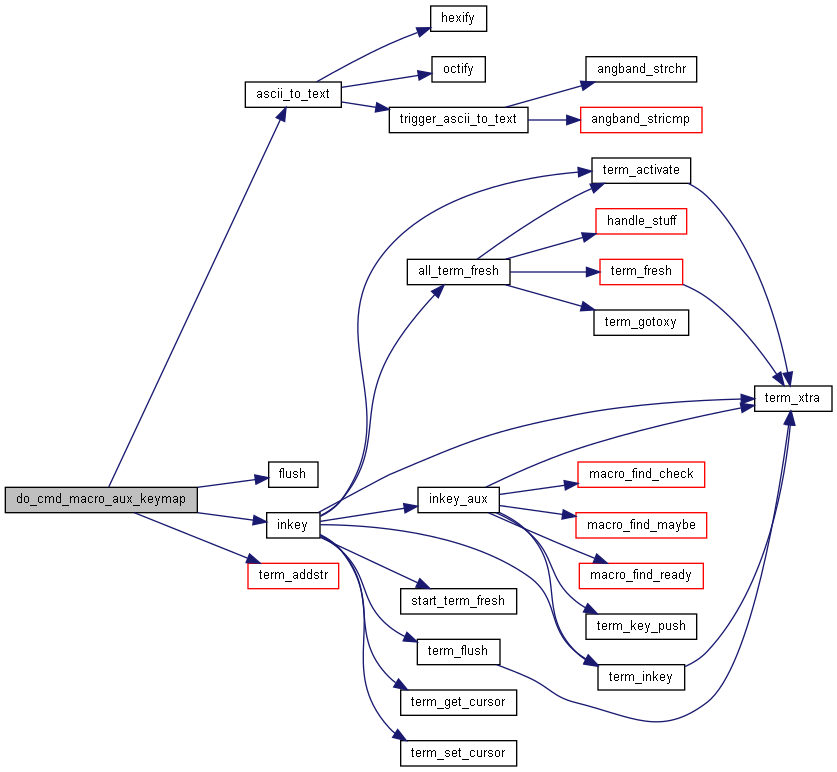 hexify
octify
angband_strchr
ascii_to_text
trigger_ascii_to_text
angband_stricmp
term_activate
handle_stuff
all_term_fresh
term_fresh
term_gotoxy
term_xtra
flush
macro_find_check
do_cmd_macro_aux_keymap
inkey_aux
inkey
macro_find_maybe
term_addstr
macro_find_ready
start_term_fresh
term_key_push
term_flush
term_inkey
term_get_cursor
term_set_cursor